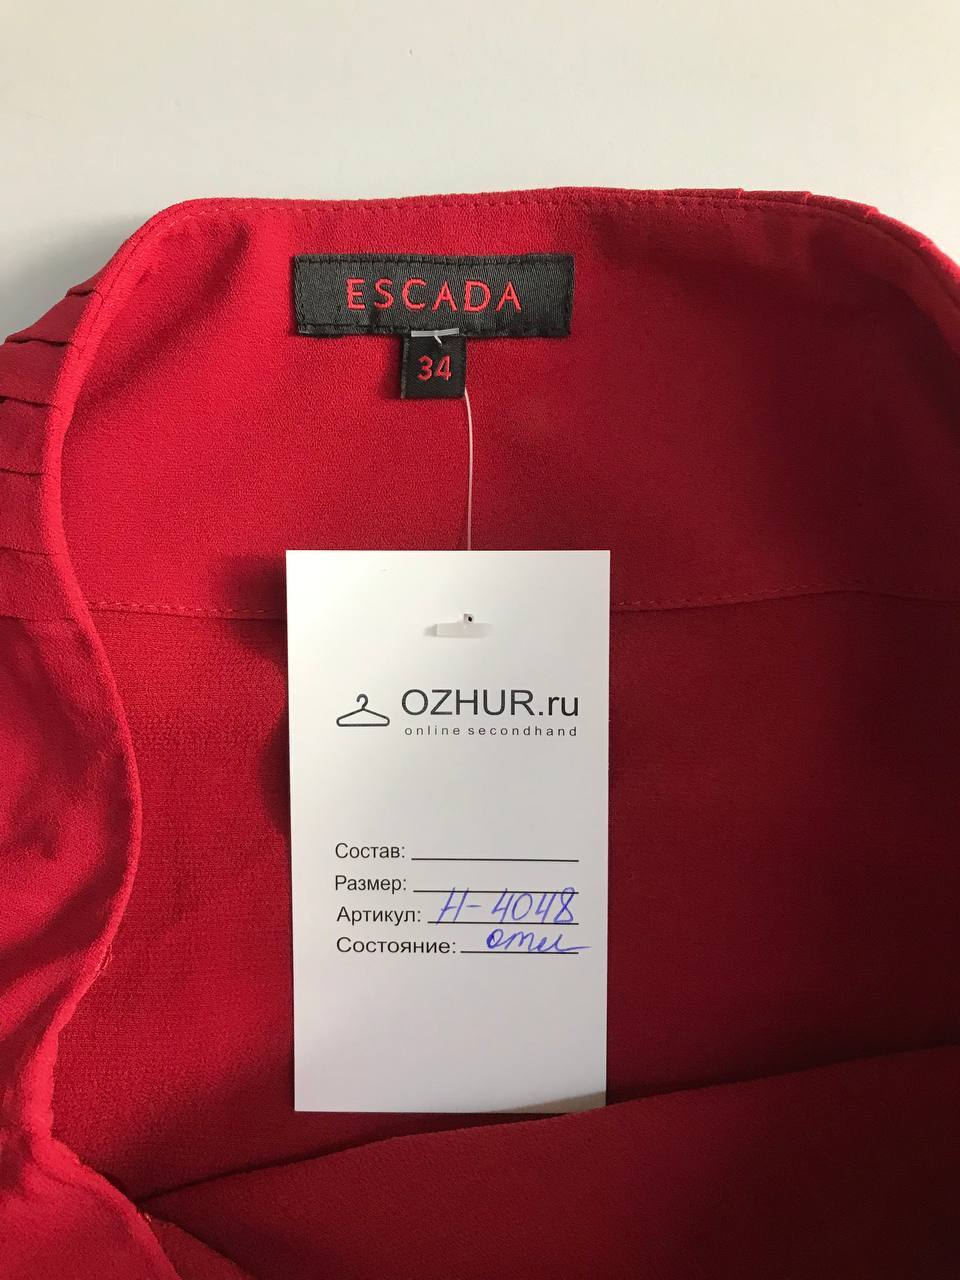 ESCADA
34
OZHUR.ru
online secondhand
Состав:
Размер:
Артикул: Н-4048
Состояние: отл